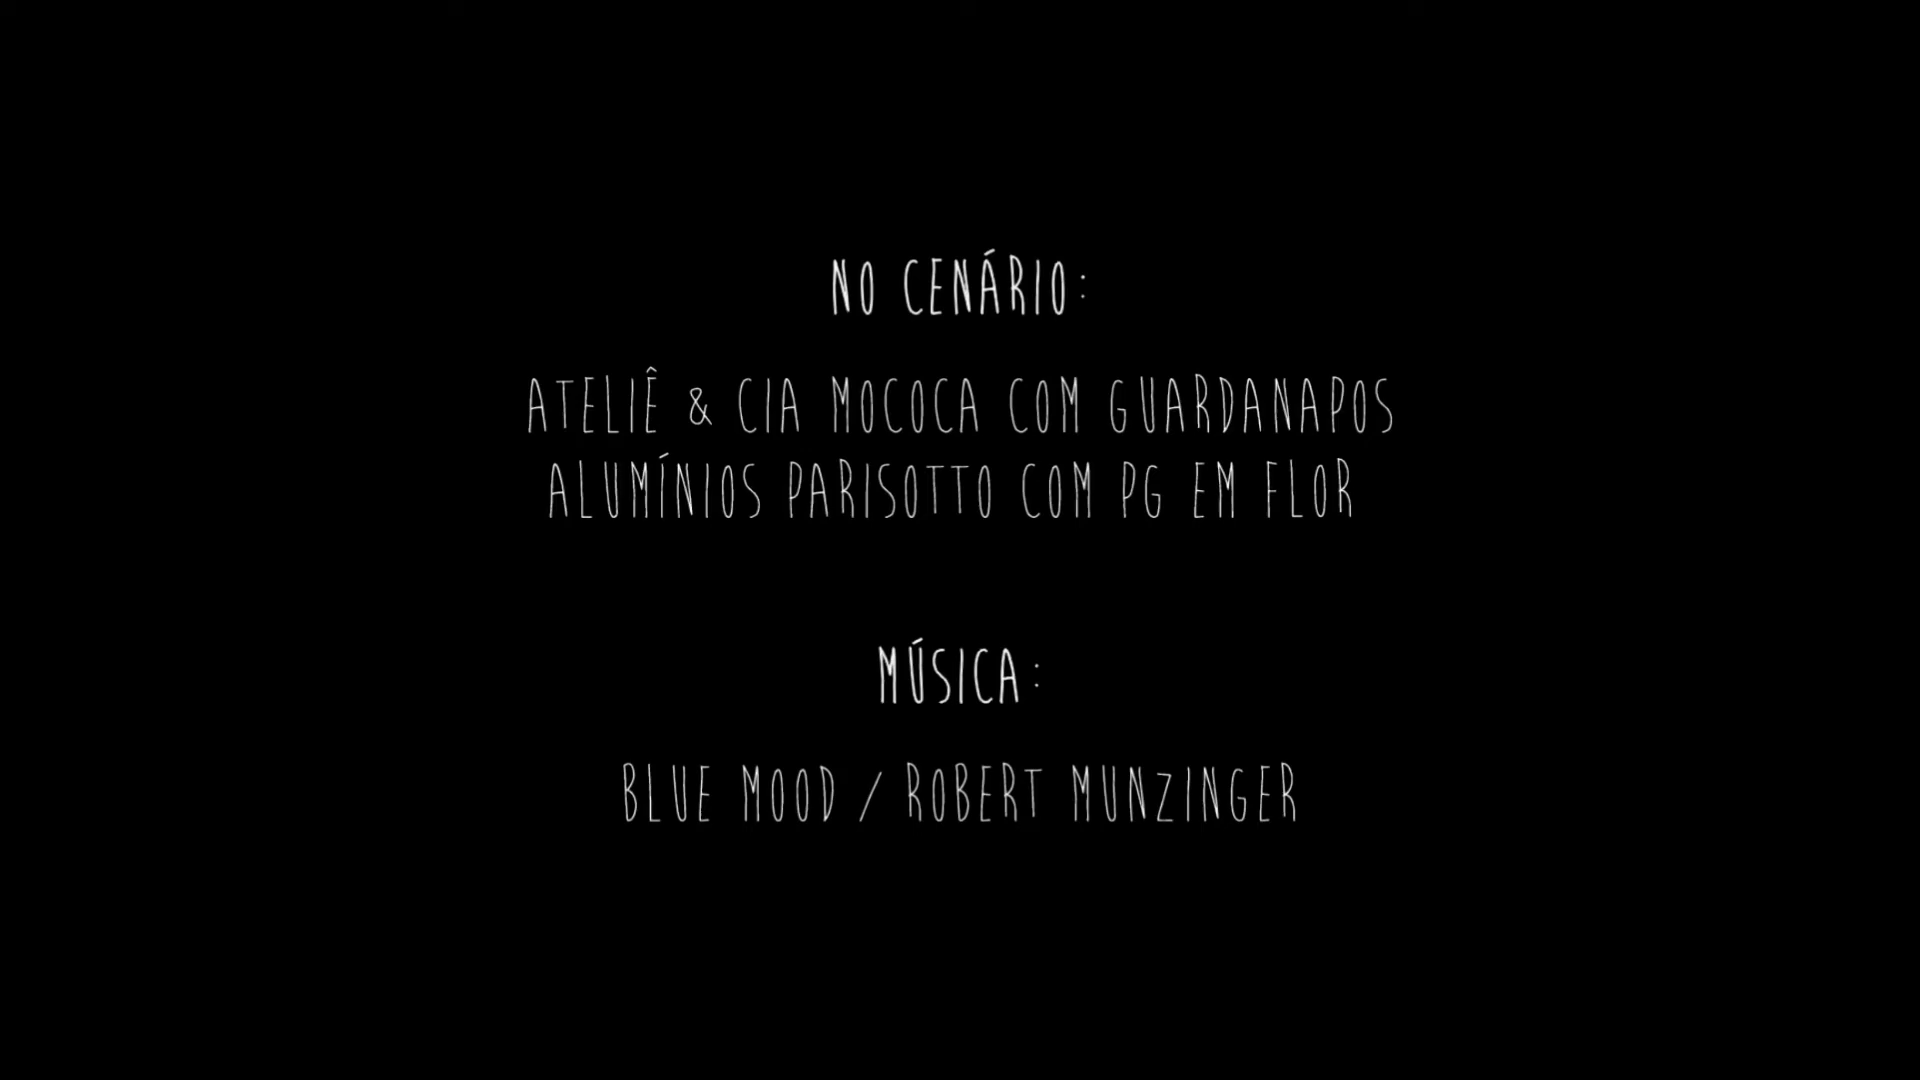 NO CENÁRIO:
ATELIÊ & CIA MOCOCA COM GUARDANAPOS
ALUMÍNIOS PARISOTTO COM PG EM FLOR
MÚSICA:
BLUE MOOD / ROBERT MUNZINGER